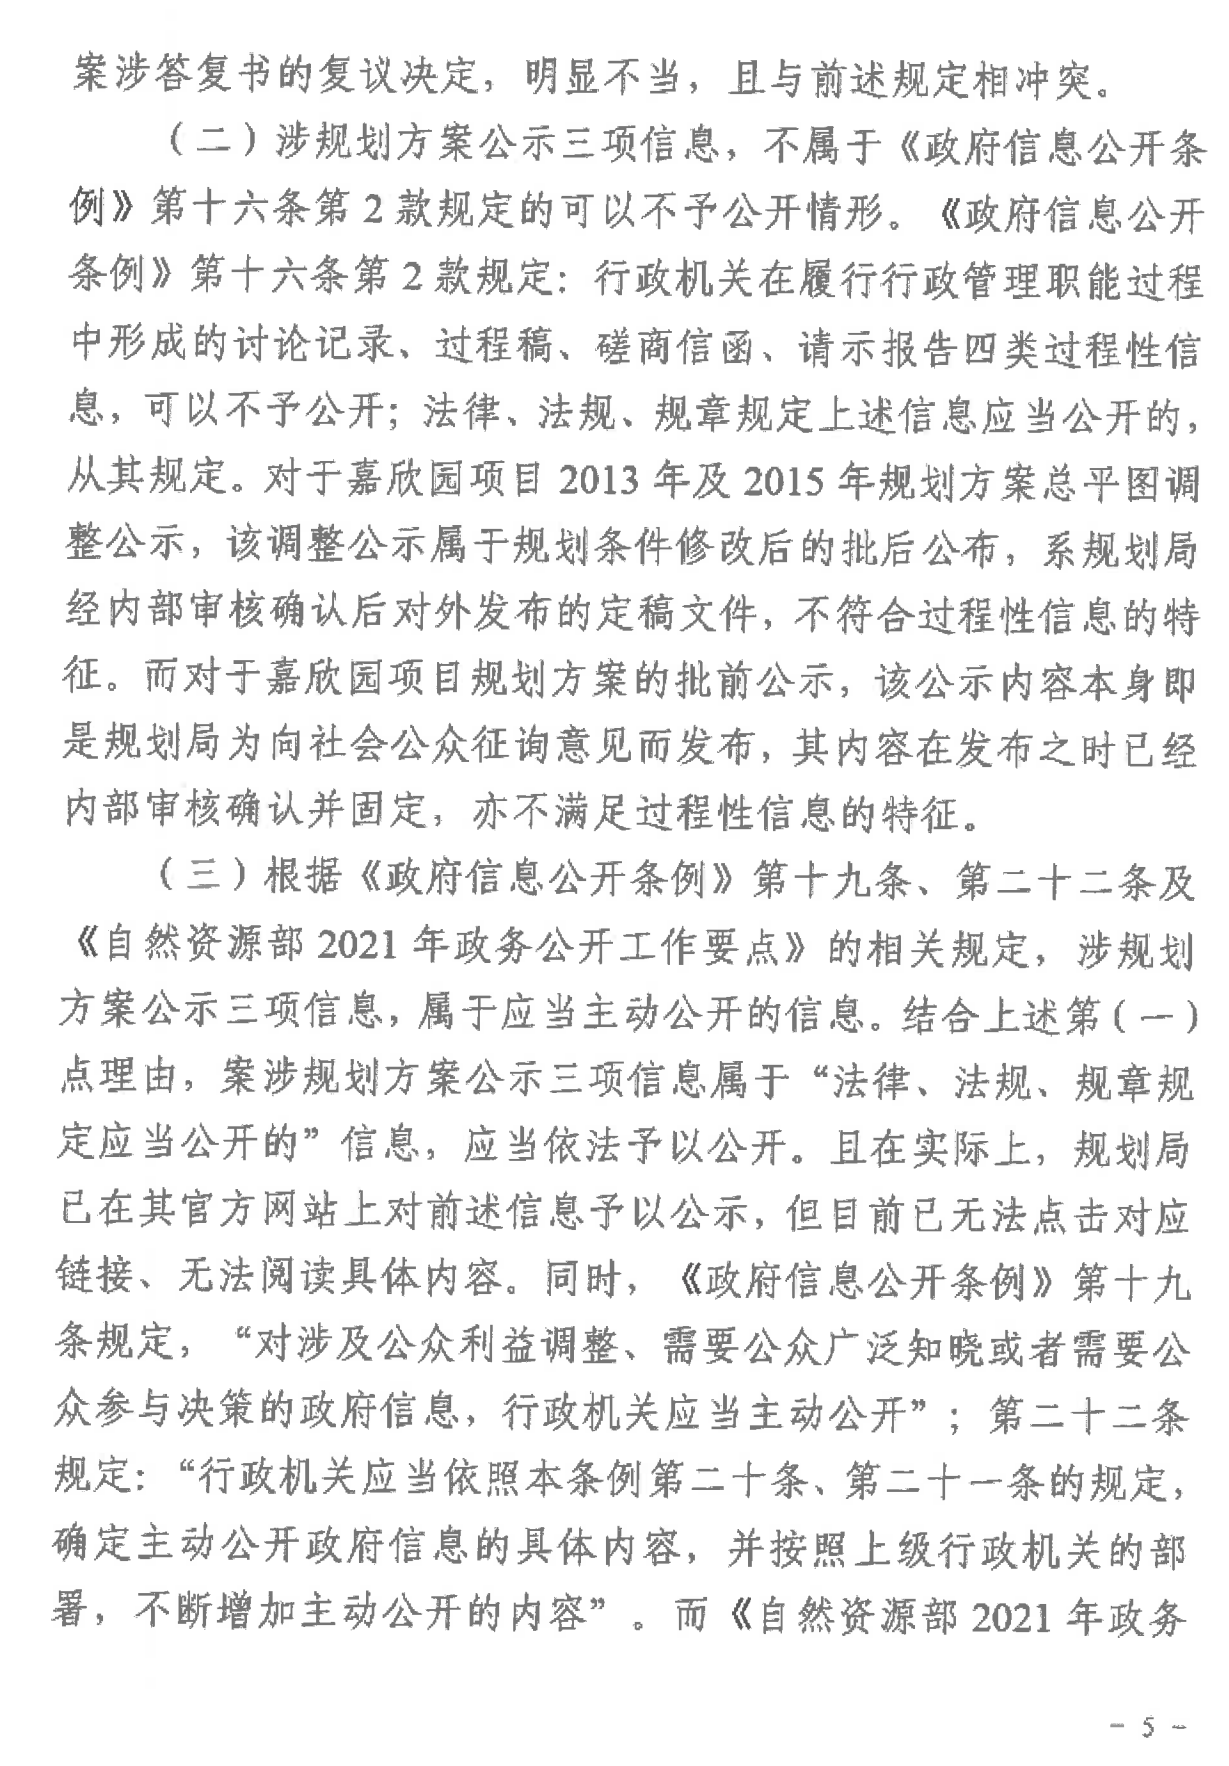 案涉答复书的复议决定，明显不当，且与前述规定相冲突。
（二）涉规划方案公示三项信息，不属于《政府信息公开条
例》第十六条第2款规定的可以不予公开情形。《政府信息公开
条例》第十六条第2款规定：行政机关在履行行政管理职能过程
中形成的讨论记录、过程稿、磋商信函、请示报告四类过程性信
息，可以不予公开；法律、法规、规章规定上述信息应当公开的，
从其规定。对于嘉欣园项目2013年及2015年规划方案总平图调
整公示，该调整公示属于规划条件修改后的批后公布，系规划局
经内部审核确认后对外发布的定稿文件，不符合过程性信息的特
征。而对于嘉欣园项目规划方案的批前公示，该公示内容本身即
是规划局为向社会公众征询意见而发布，其内容在发布之时已经
内部审核确认并固定，亦不满足过程性信息的特征。
（三）根据《政府信息公开条例》第十九条、第二十二条及
《自然资源部2021年政务公开工作要点》的相关规定，涉规划
方案公示三项信息，属于应当主动公开的信息。结合上述第（一）
点理由，案涉规划方案公示三项信息属于“法律、法规、规章规
定应当公开的”信息，应当依法予以公开。且在实际上，规划局
已在其官方网站上对前述信息予以公示，但目前已无法点击对应
链接、无法阅读具体内容。同时，《政府信息公开条例》第十九
条规定，“对涉及公众利益调整、需要公众广泛知晓或者需要公
众参与决策的政府信息，行政机关应当主动公开”；第二十二条
规定：“行政机关应当依照本条例第二十条、第二十一条的规定，
确定主动公开政府信息的具体内容，并按照上级行政机关的部
署，不断增加主动公开的内容”。而《自然资源部2021年政务
- 5 -